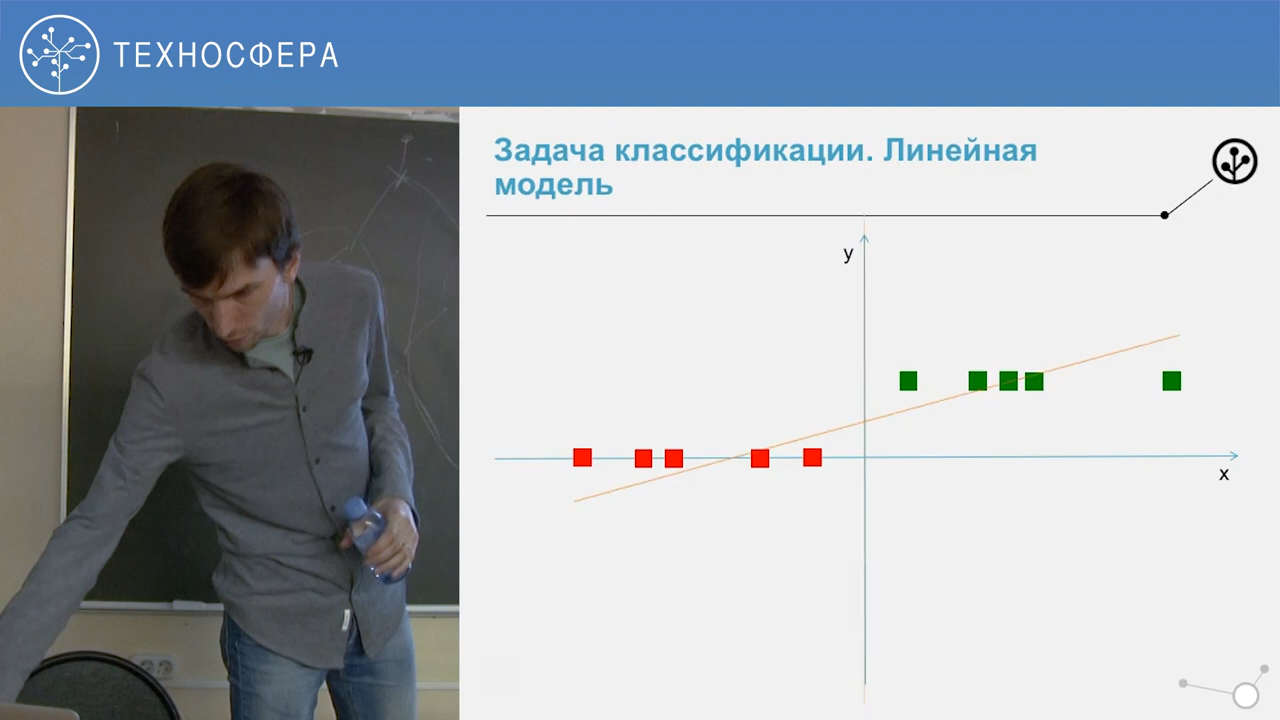 ТЕХНОСФЕРА
Задача классификации. Линейная
модель
y
x